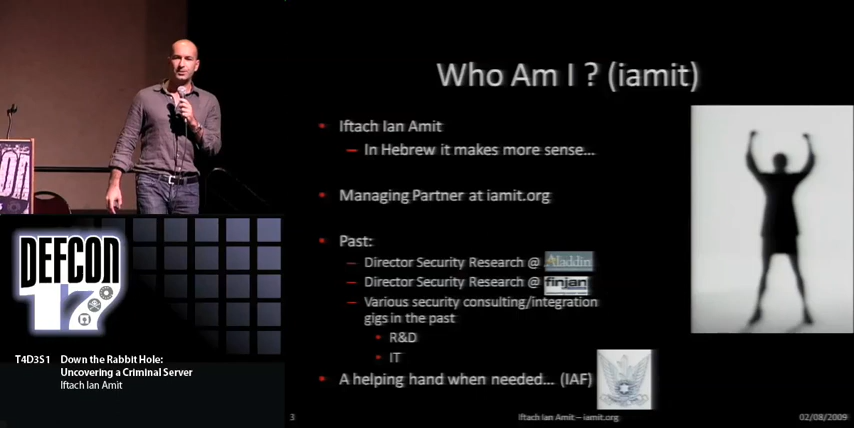 Who Am I ? (iamit)
• Iftach Ian Amit
– In Hebrew it makes more sense...
• Managing Partner at iamit.org
• Past:
– Director Security Research @ Aladdin
– Director Security Research @ finjan
– Various security consulting/integration
gigs in the past
• R&D
• IT
• A helping hand when needed... (IAF)
3
Iftach Ian Amit – iamit.org
02/08/2009
DEFCON
17
T4D3S1 Down the Rabbit Hole:
Uncovering a Criminal Server
Iftach Ian Amit